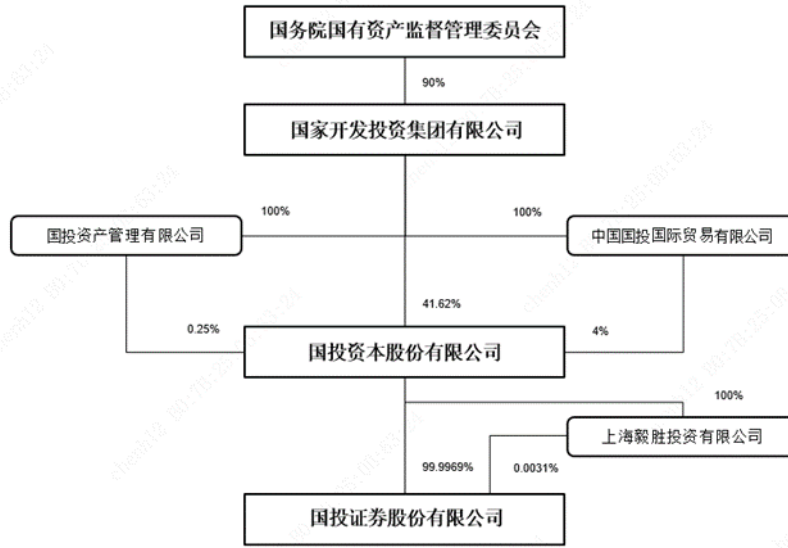 国务院国有资产监督管理委员会
90%
国家开发投资集团有限公司
100%
100%
国投资产管理有限公司
中国国投国际贸易有限公司
41.62%
0.25%
4%
国投资本股份有限公司
100%
上海毅胜投资有限公司
99.9969%
0.0031%
国投证券股份有限公司